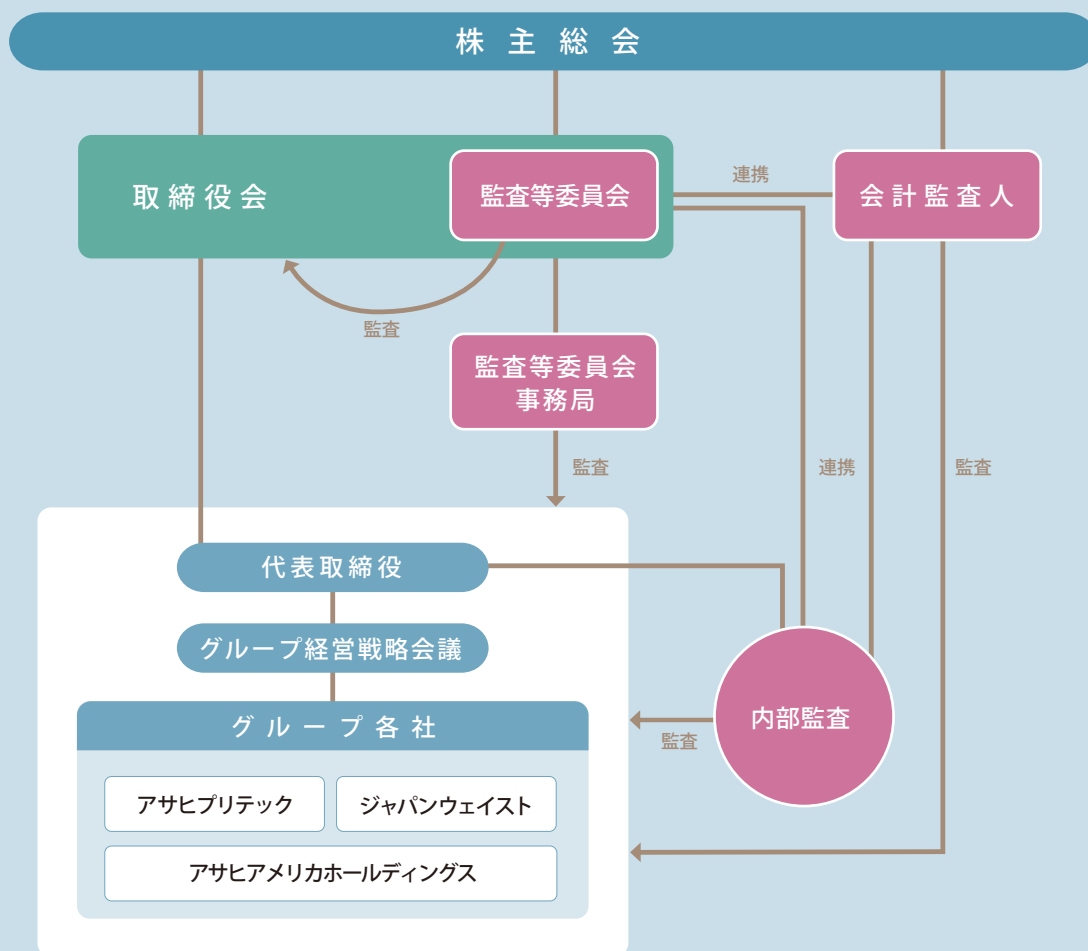 株主総会
取締役会
監査等委員会
連携
会計監査人
監査
監査等委員会
事務局
監査
連携
監査
代表取締役
グループ経営戦略会議
グループ各社
内部監査
監査
アサヒプリテック
ジャパンウェイスト
アサヒアメリカホールディングス